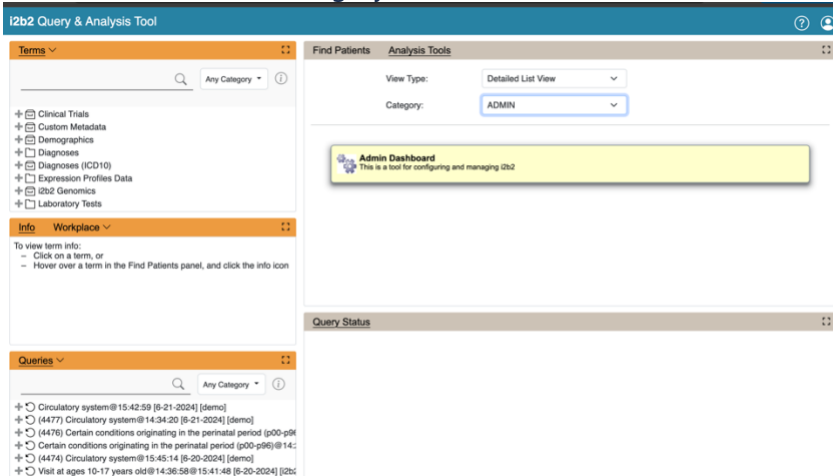 i2b2 Query & Analysis Tool
Terms
Any Category
Clinical Trials
Custom Metadata
Demographics
Diagnoses
Diagnoses (ICD10)
Expression Profiles Data
i2b2 Genomics
Laboratory Tests
Info Workplace
To view term info:
– Click on a term, or
– Hover over a term in the Find Patients panel, and click the info icon
Queries
Any Category
Circulatory system@15:42:59 [6-21-2024] [demo]
(4477) Circulatory system@14:34:20 [6-21-2024] [demo]
(4476) Certain conditions originating in the perinatal period (p00-p96
Certain conditions originating in the perinatal period (p00-p96)@14:
(4474) Circulatory system@15:45:14 [6-20-2024] [demo]
Visit at ages 10-17 years old@14:36:58@15:41:48 [6-20-2024] [i2b2
Find Patients Analysis Tools
View Type: Detailed List View
Category: ADMIN
Admin Dashboard
This is a tool for configuring and managing i2b2
Query Status